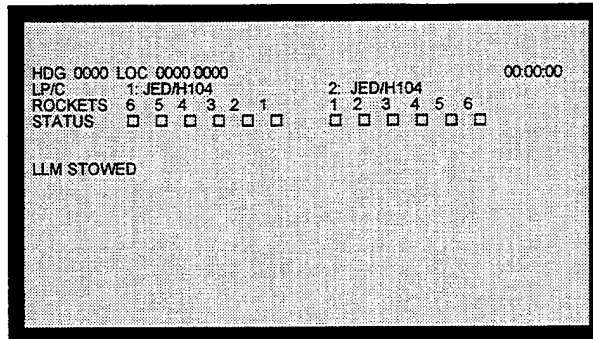 HDG 0000 LOC 0000 0000 00:00:00
LP/C 1: JED/H104 2: JED/H104
ROCKETS 6 5 4 3 2 1 1 2 3 4 5 6
STATUS □ □ □ □ □ □ □ □ □ □ □ □
LLM STOWED